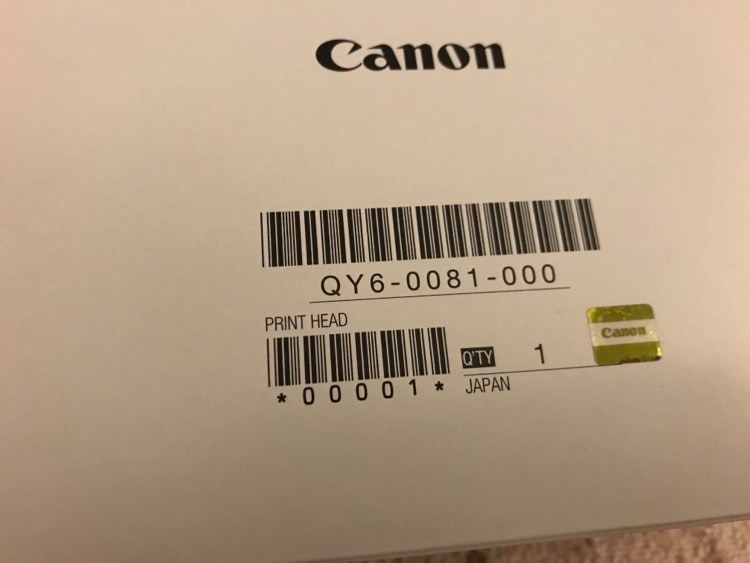 Canon
QY6-0081-000
PRINT HEAD
Q'TY 1
Canon
*00001*
JAPAN